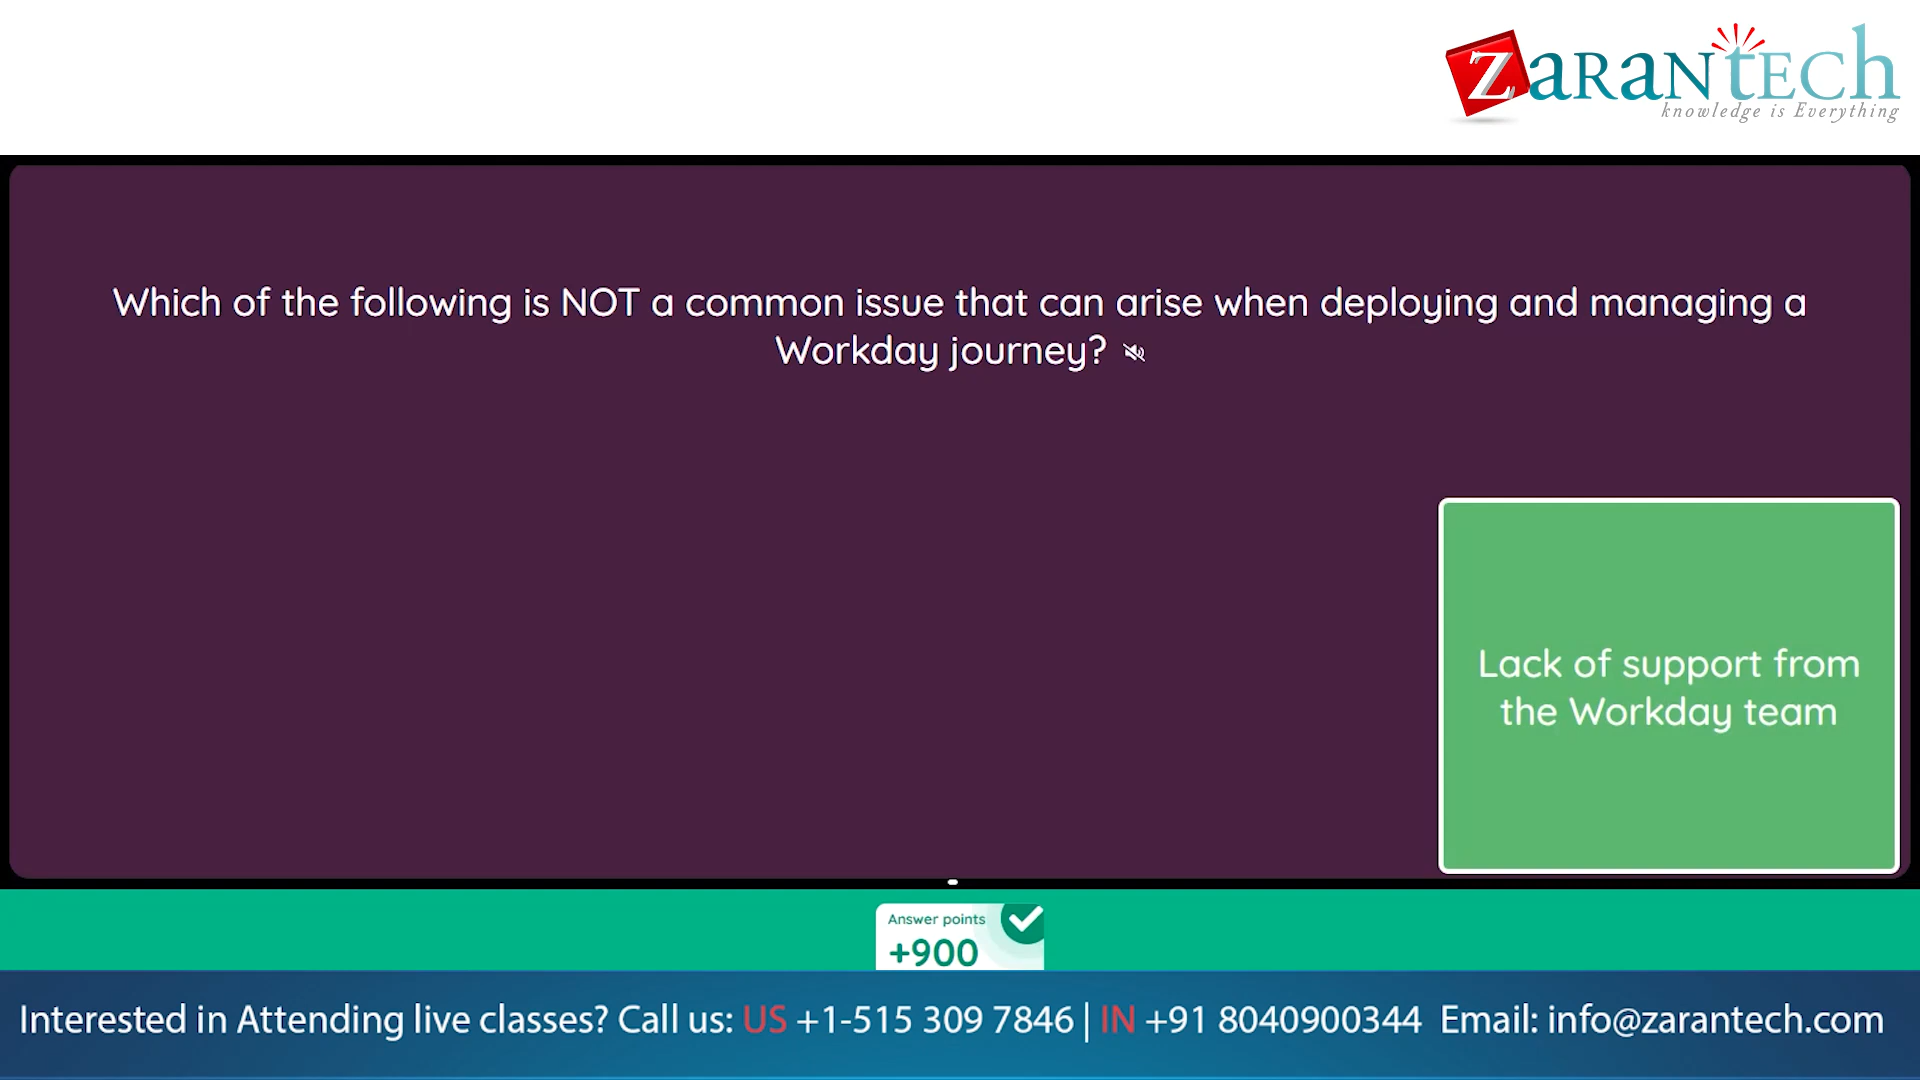 ZaranTech
knowledge is Everything
Which of the following is NOT a common issue that can arise when deploying and managing a
Workday journey?
Lack of support from
the Workday team
Answer points
+900
Interested in Attending live classes? Call us: US +1-515 309 7846 | IN +91 8040900344 Email: info@zarantech.com